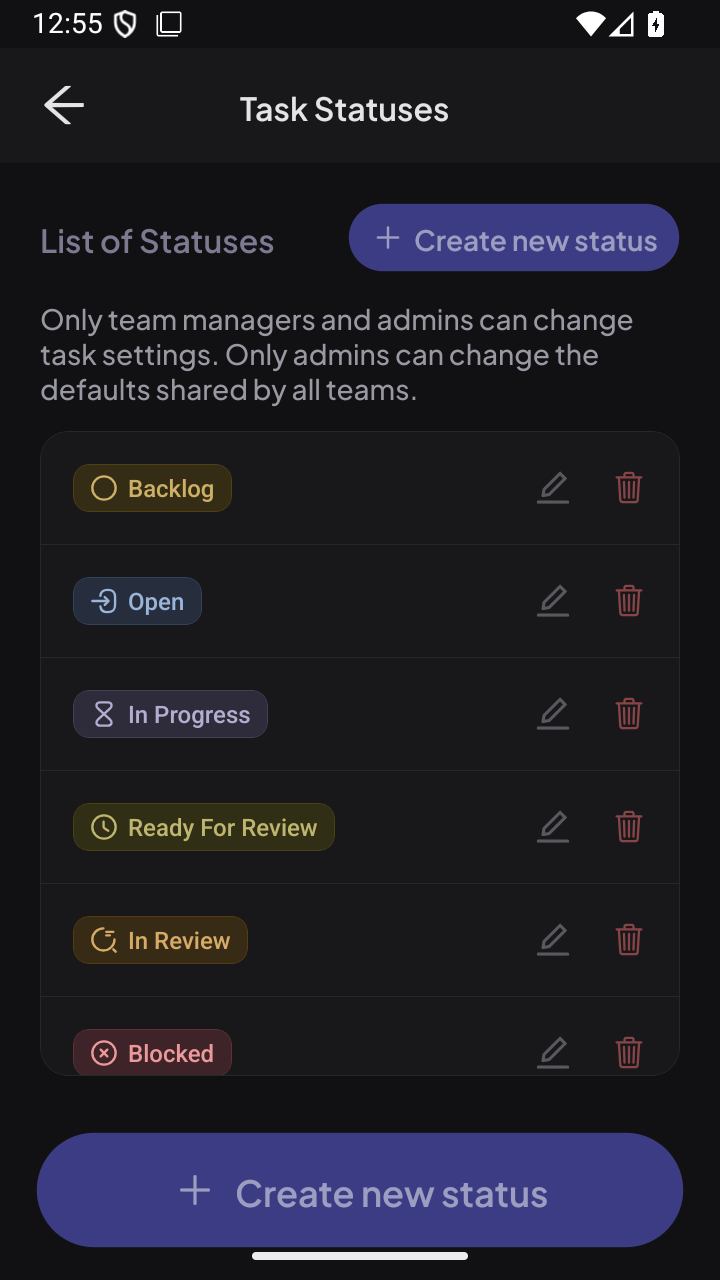 12:55
Task Statuses
List of Statuses
+ Create new status
Only team managers and admins can change
task settings. Only admins can change the
defaults shared by all teams.
Backlog
Open
In Progress
Ready For Review
In Review
Blocked
+ Create new status